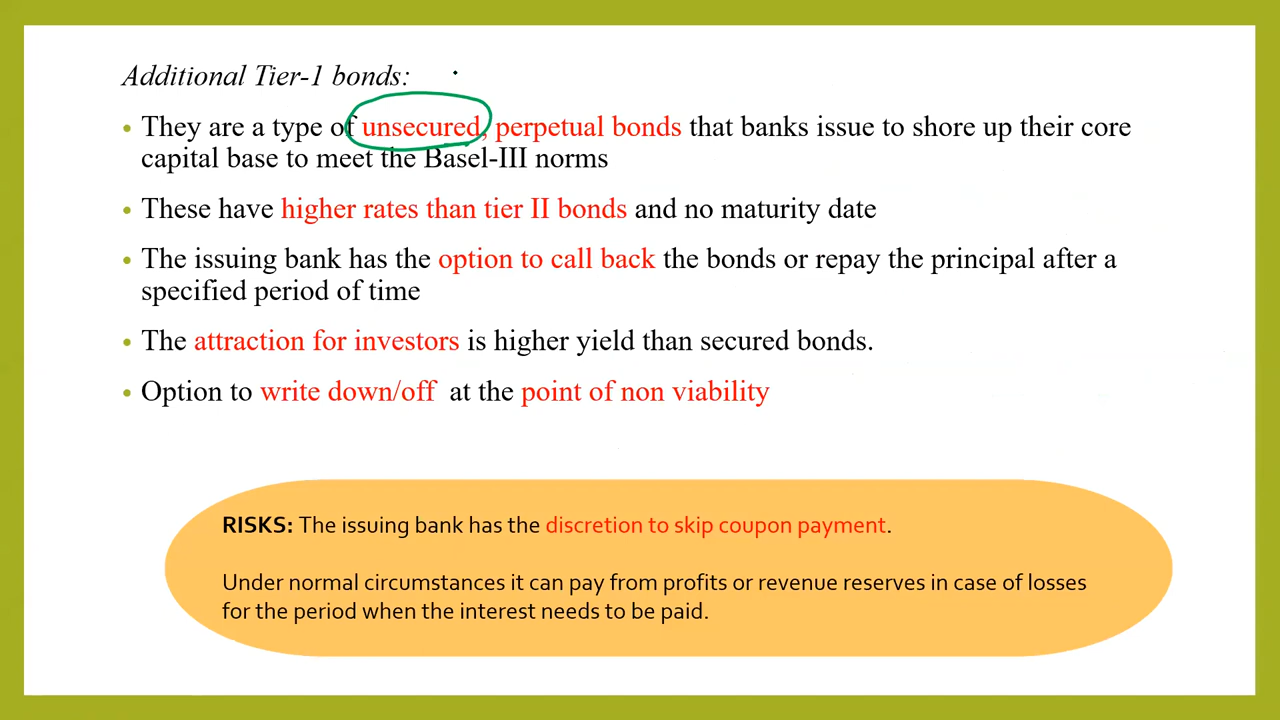 Additional Tier-1 bonds:
• They are a type of unsecured, perpetual bonds that banks issue to shore up their core
capital base to meet the Basel-III norms
• These have higher rates than tier II bonds and no maturity date
• The issuing bank has the option to call back the bonds or repay the principal after a
specified period of time
• The attraction for investors is higher yield than secured bonds.
• Option to write down/off at the point of non viability
RISKS: The issuing bank has the discretion to skip coupon payment.
Under normal circumstances it can pay from profits or revenue reserves in case of losses
for the period when the interest needs to be paid.